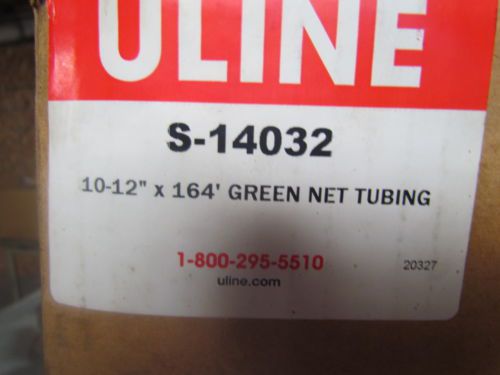 ULINE
S-14032
10-12" x 164' GREEN NET TUBING
1-800-295-5510
uline.com
20327